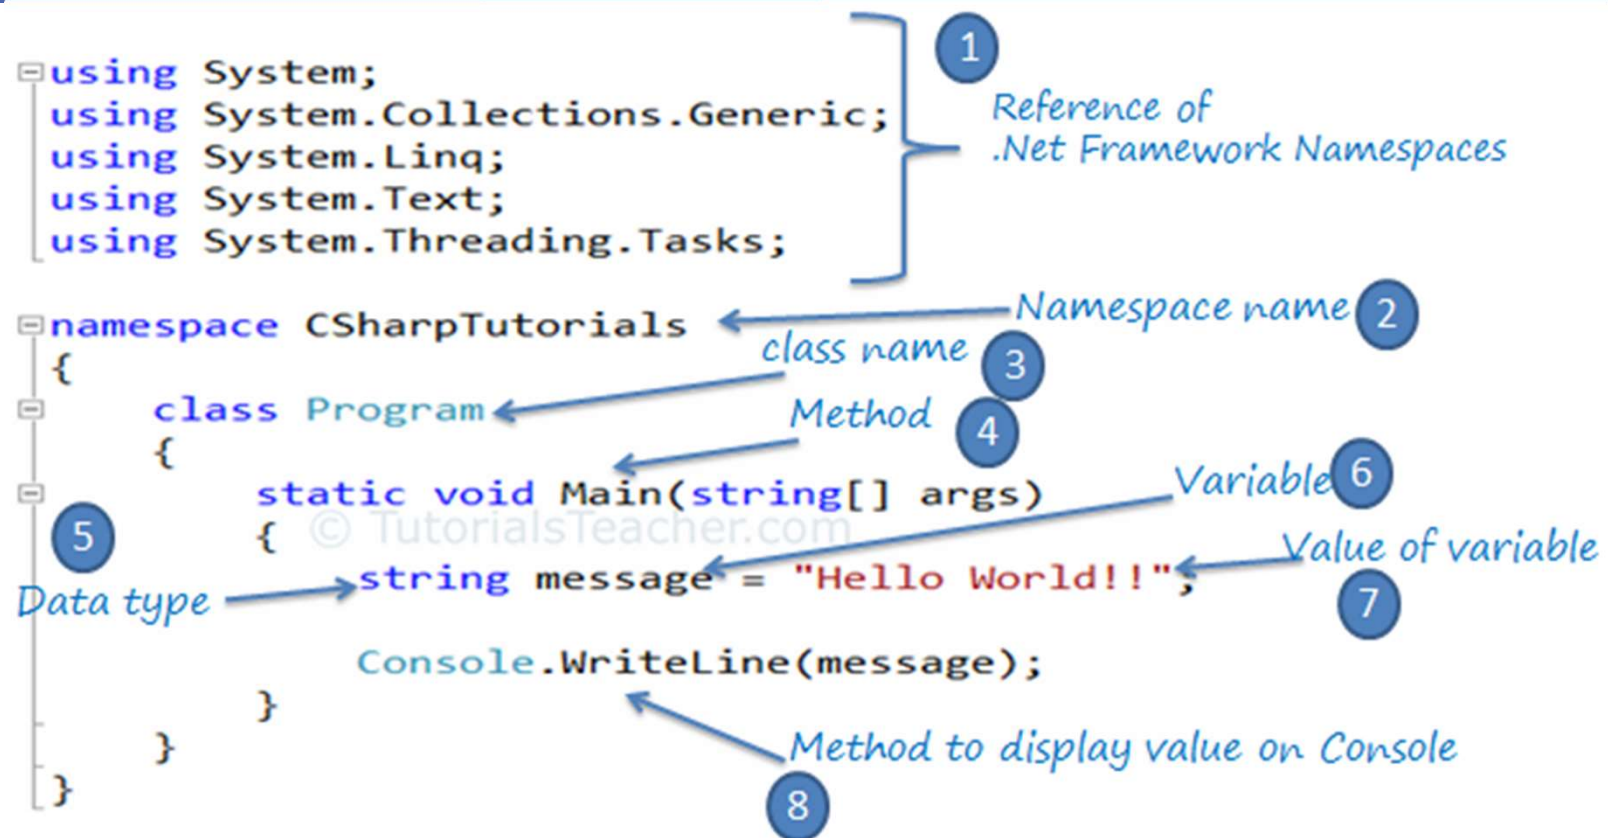 1
using System;
using System.Collections.Generic;
using System.Linq;
using System.Text;
using System.Threading.Tasks;
Reference of
.Net Framework Namespaces
namespace CSharpTutorials
Namespace name 2
{
class name 3
class Program
Method 4
{
static void Main(string[] args)
Variable 6
© TutorialsTeacher.com
5
{
Value of variable
7
string message = "Hello World!!";
Data type
Console.WriteLine(message);
}
}
Method to display value on Console
8
}